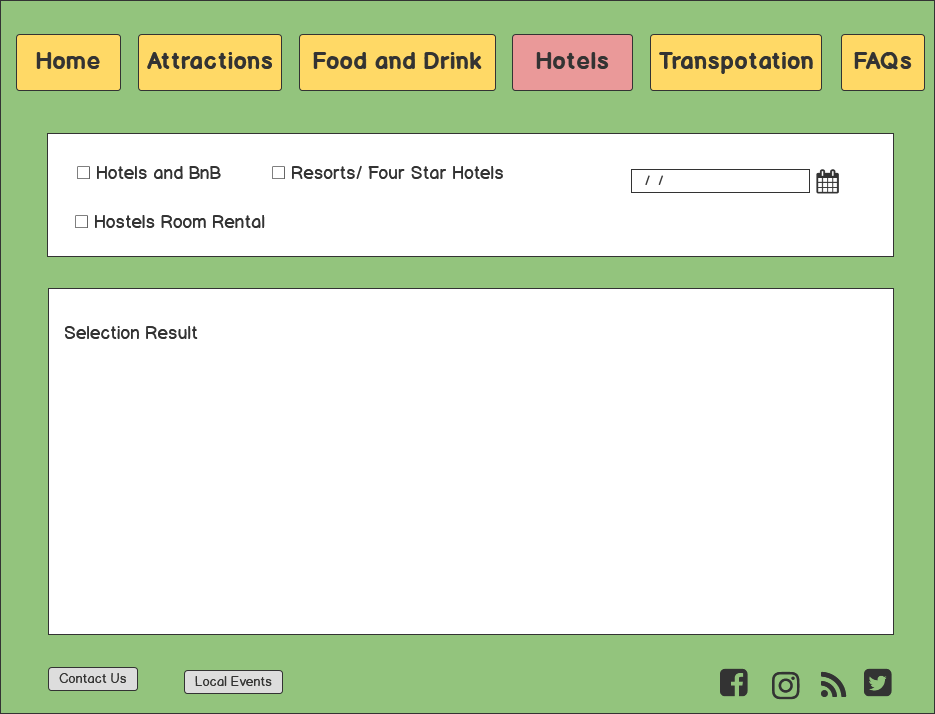 Home Attractions Food and Drink Hotels Transpotation FAQs
Hotels and BnB Resorts/ Four Star Hotels / /
Hostels Room Rental
Selection Result
Contact Us Local Events